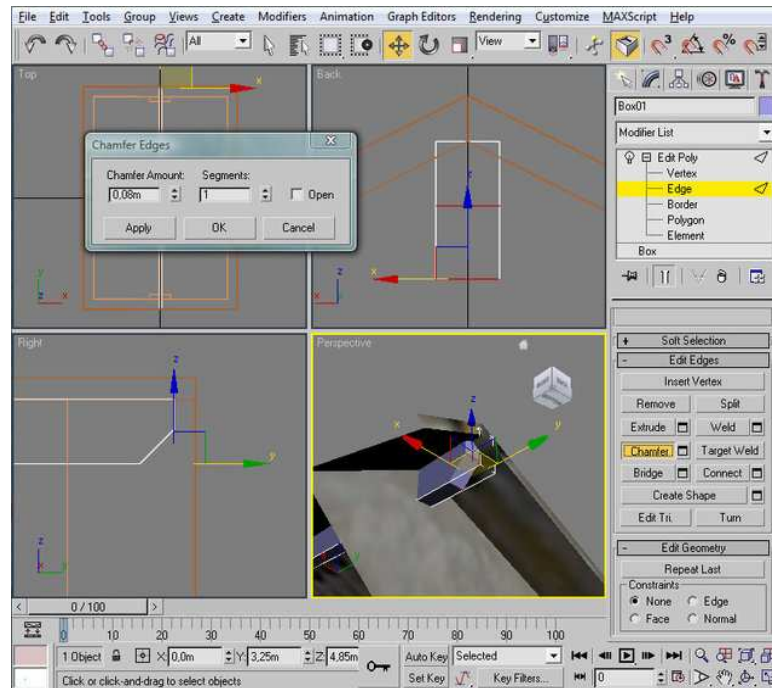 File Edit Tools Group Views Create Modifiers Animation Graph Editors Rendering Customize MAXScript Help
All
View
Top
Back
Box01
Modifier List
Edit Poly
Vertex
Edge
Border
Polygon
Element
Box
Chamfer Edges
Chamfer Amount: Segments:
0,08m 1 Open
Apply OK Cancel
Soft Selection
Edit Edges
Insert Vertex
Remove Split
Extrude Weld
Chamfer Target Weld
Bridge Connect
Create Shape
Edit Tri. Turn
Edit Geometry
Repeat Last
Constraints
None Edge
Face Normal
Right
Perspective
x
y
z
0 / 100
0 10 20 30 40 50 60 70 80 90 100
1 Object X: 0,0m Y: 3,25m Z: 4,85m Auto Key Selected
Click or click-and-drag to select objects Set Key Key Filters... 0